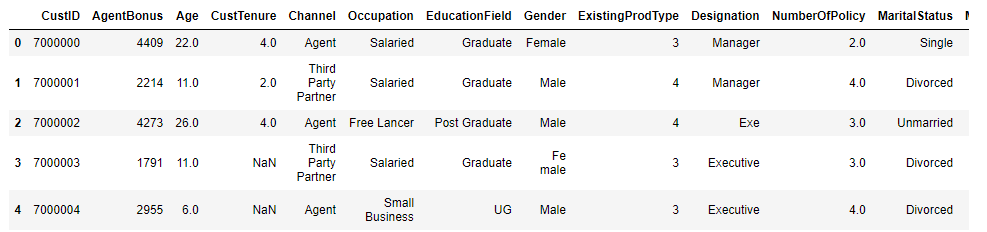 CustID AgentBonus Age CustTenure Channel Occupation EducationField Gender ExistingProdType Designation NumberOfPolicy MaritalStatus
0 7000000 4409 22.0 4.0 Agent Salaried Graduate Female 3 Manager 2.0 Single
1 7000001 2214 11.0 2.0 Third Party Partner Salaried Graduate Male 4 Manager 4.0 Divorced
2 7000002 4273 26.0 4.0 Agent Free Lancer Post Graduate Male 4 Exe 3.0 Unmarried
3 7000003 1791 11.0 NaN Third Party Partner Salaried Graduate Fe male 3 Executive 3.0 Divorced
4 7000004 2955 6.0 NaN Agent Small Business UG Male 3 Executive 4.0 Divorced